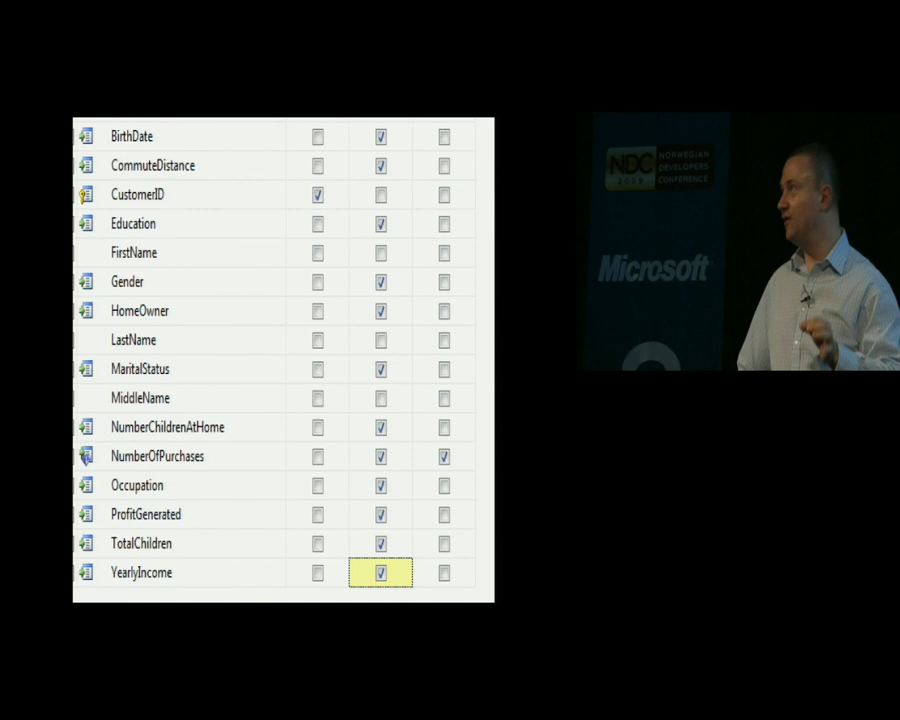 BirthDate
CommuteDistance
CustomerID
Education
FirstName
Gender
HomeOwner
LastName
MaritalStatus
MiddleName
NumberChildrenAtHome
NumberOfPurchases
Occupation
ProfitGenerated
TotalChildren
YearlyIncome
NDC
2009
NORWEGIAN
DEVELOPERS'
CONFERENCE
Microsoft